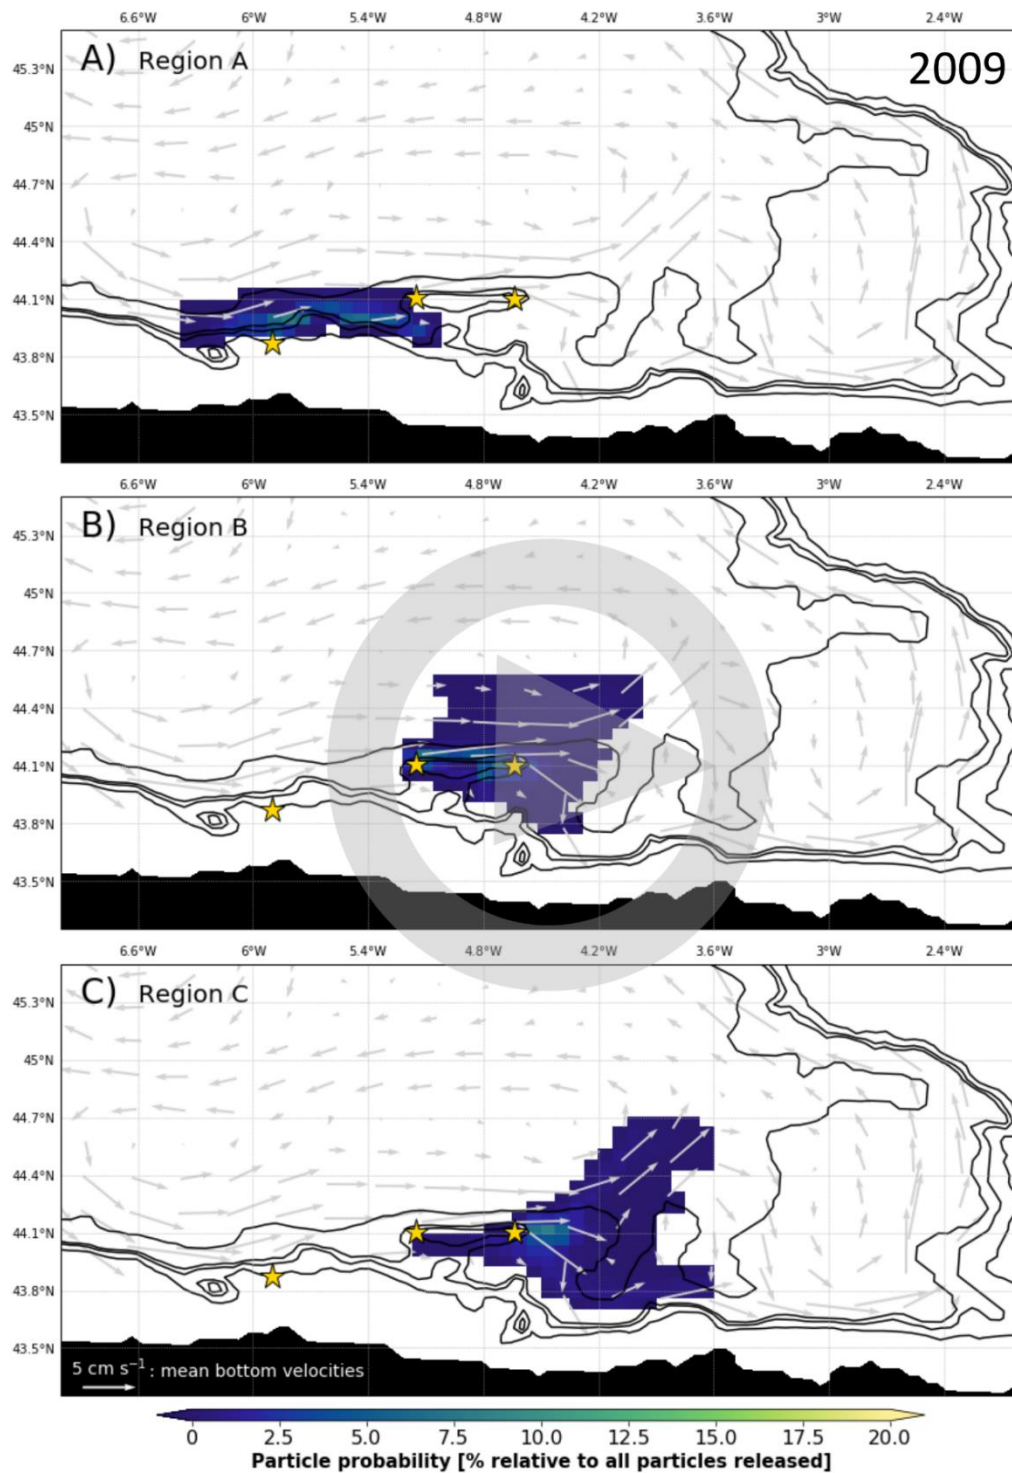 6.6°W 6°W 5.4°W 4.8°W 4.2°W 3.6°W 3°W 2.4°W
A) Region A 2009
45.3°N
45°N
44.7°N
44.4°N
44.1°N
43.8°N
43.5°N
6.6°W 6°W 5.4°W 4.8°W 4.2°W 3.6°W 3°W 2.4°W
B) Region B
45.3°N
45°N
44.7°N
44.4°N
44.1°N
43.8°N
43.5°N
6.6°W 6°W 5.4°W 4.8°W 4.2°W 3.6°W 3°W 2.4°W
C) Region C
45.3°N
45°N
44.7°N
44.4°N
44.1°N
43.8°N
43.5°N
5 cm s⁻¹ : mean bottom velocities
0 2.5 5.0 7.5 10.0 12.5 15.0 17.5 20.0
Particle probability [% relative to all particles released]